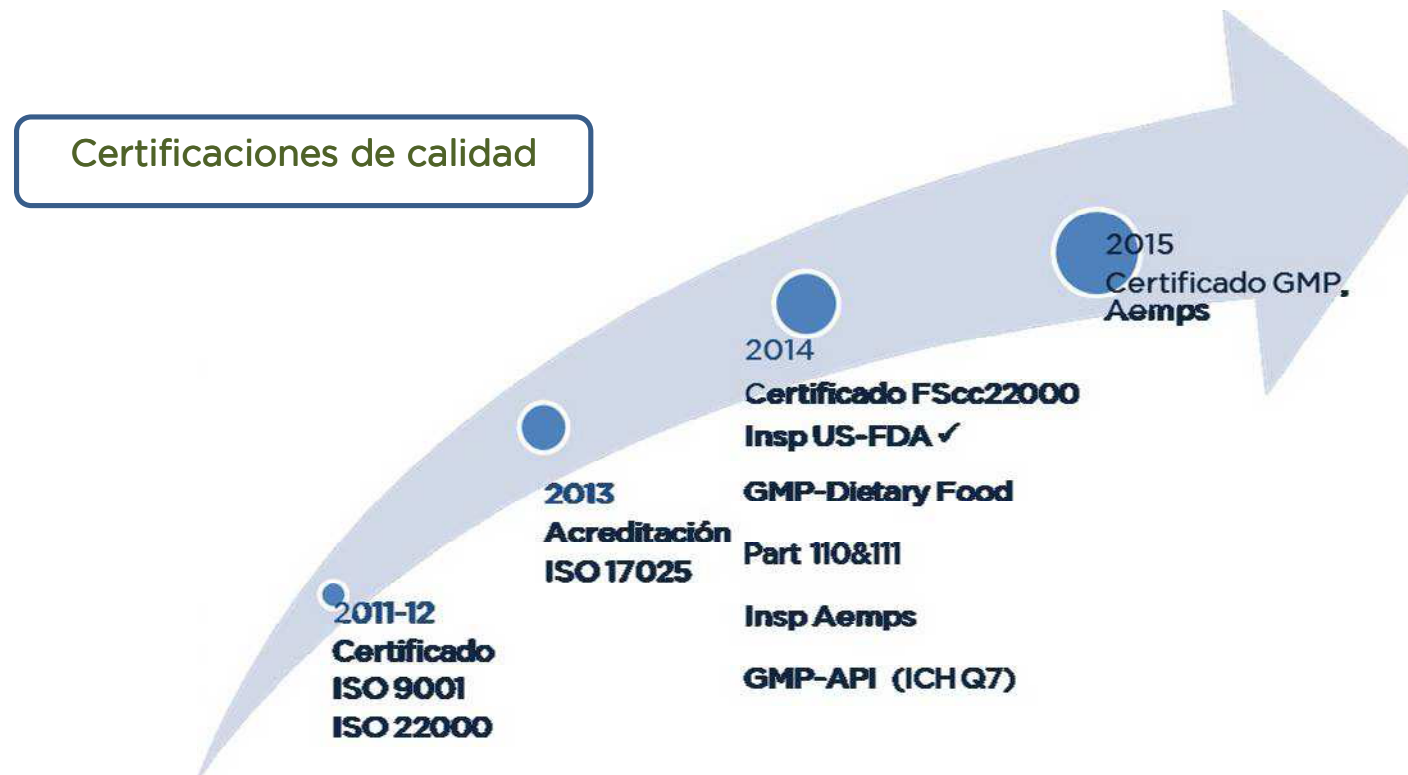 Certificaciones de calidad
2011-12
Certificado
ISO 9001
ISO 22000
2013
Acreditación
ISO 17025
2014
Certificado FScc22000
Insp US-FDA ✓
GMP-Dietary Food
Part 110&111
Insp Aemps
GMP-API (ICH Q7)
2015
Certificado GMP,
Aemps